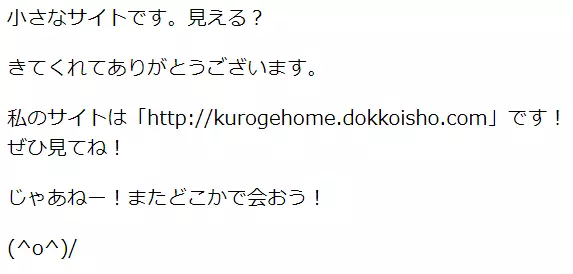 小さなサイトです。見える？
きてくれてありがとうございます。
私のサイトは「http://kurogehome.dokkoisho.com」です！
ぜひ見てね！
じゃあねー！またどこかで会おう！
(^o^)/